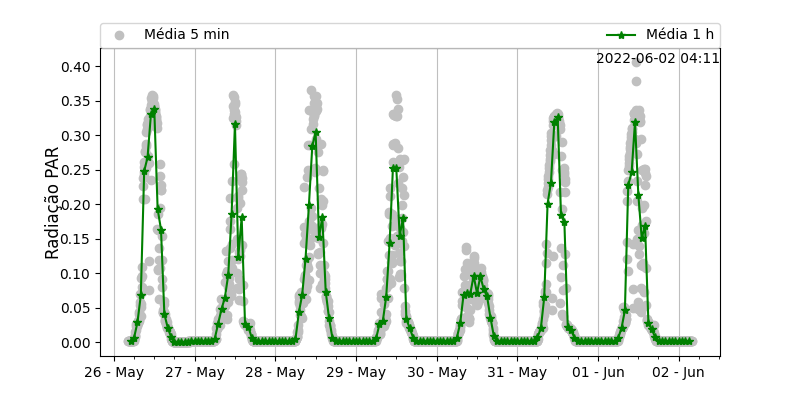 Média 5 min
Média 1 h
2022-06-02 04:11
Radiação PAR
0.40
0.35
0.30
0.25
0.20
0.15
0.10
0.05
0.00
26 - May 27 - May 28 - May 29 - May 30 - May 31 - May 01 - Jun 02 - Jun